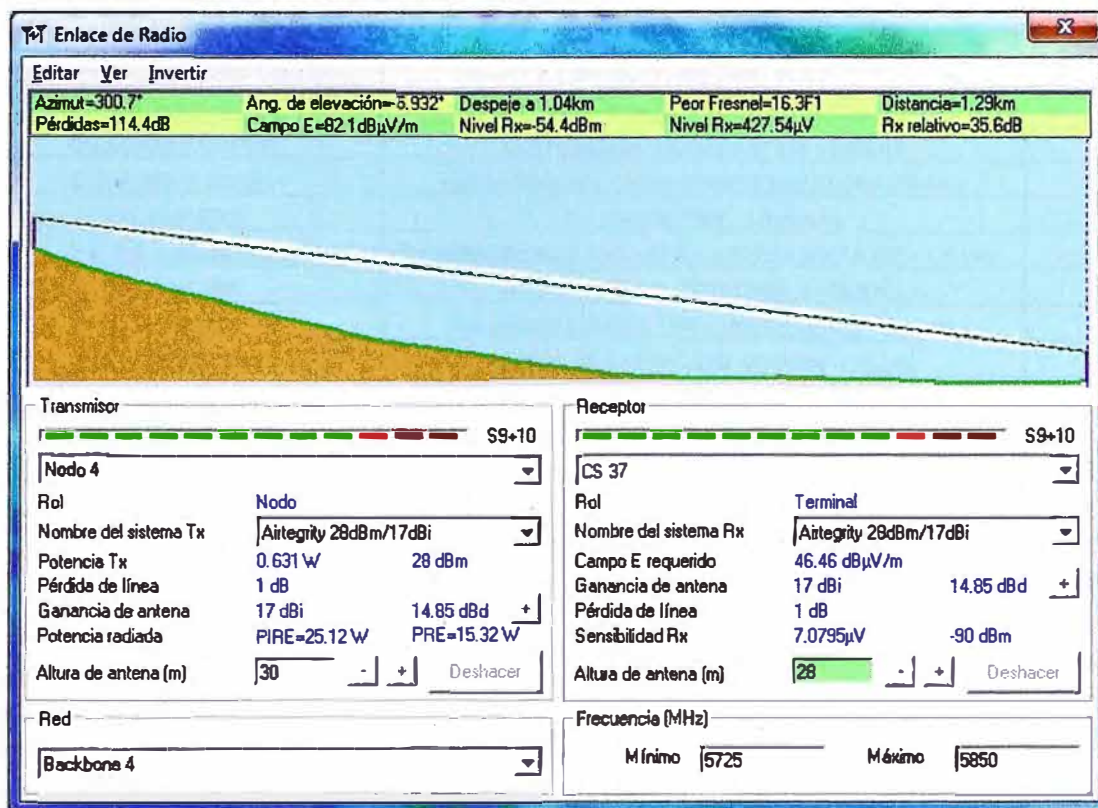 Enlace de Radio
Editar Ver Invertir
Azimut=300.7° Ang. de elevación=-5.932° Despeje a 1.04km Peor Fresnel=16.3F1 Distancia=1.29km
Pérdidas=114.4dB Campo E=82.1dBμV/m Nivel Rx=-54.4dBm Nivel Rx=427.54μV Rx relativo=35.6dB
Transmisor
S9+10
Nodo 4
Rol Nodo
Nombre del sistema Tx Airtegrity 28dBm/17dBi
Potencia Tx 0.631 W 28 dBm
Pérdida de línea 1 dB
Ganancia de antena 17 dBi 14.85 dBd +
Potencia radiada PIRE=25.12 W PRE=15.32 W
Altura de antena (m) 30 - + Deshacer
Red
Backbone 4
Receptor
S9+10
CS 37
Rol Terminal
Nombre del sistema Rx Airtegrity 28dBm/17dBi
Campo E requerido 46.46 dBμV/m
Ganancia de antena 17 dBi 14.85 dBd +
Pérdida de línea 1 dB
Sensibilidad Rx 7.0795μV -90 dBm
Altura de antena (m) 28 - + Deshacer
Frecuencia (MHz)
Mínimo 5725 Máximo 5850